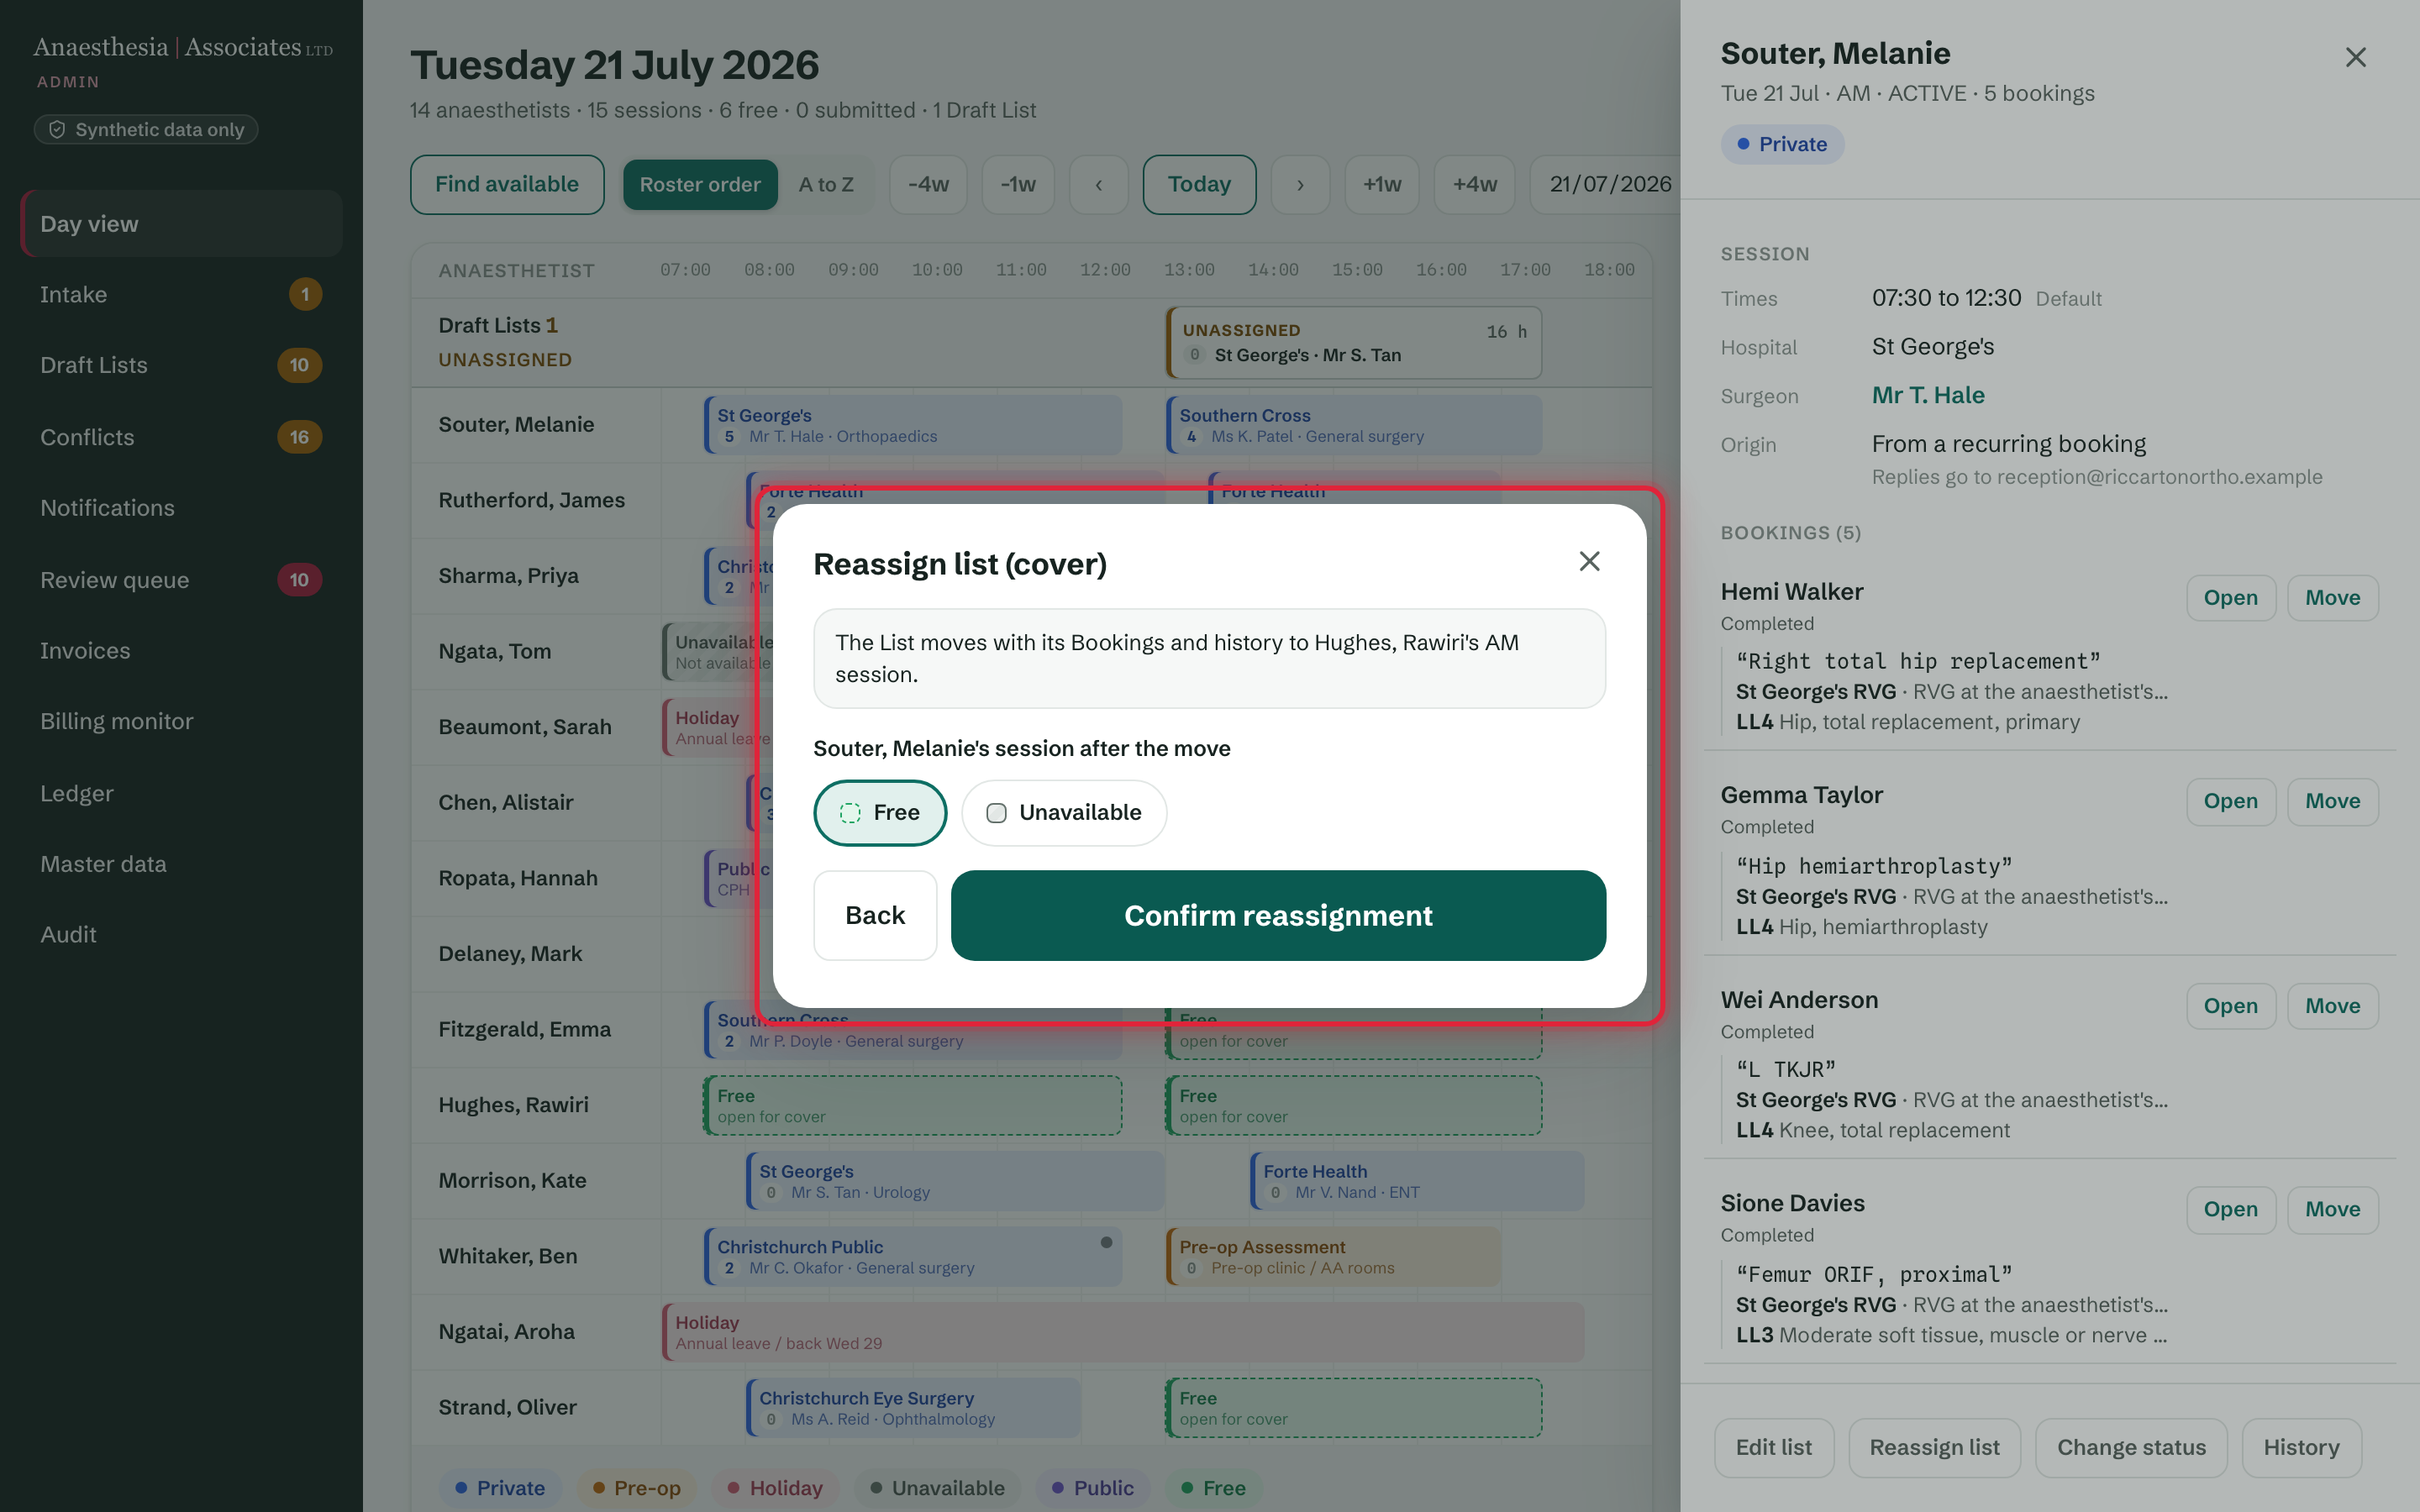 Anaesthesia | Associates LTD
ADMIN
Synthetic data only
Day view
Intake 1
Draft Lists 10
Conflicts 16
Notifications
Review queue 10
Invoices
Billing monitor
Ledger
Master data
Audit
Tuesday 21 July 2026
14 anaesthetists · 15 sessions · 6 free · 0 submitted · 1 Draft List
Find available Roster order A to Z -4w -1w ‹ Today › +1w +4w 21/07/2026
ANAESTHETIST 07:00 08:00 09:00 10:00 11:00 12:00 13:00 14:00 15:00 16:00 17:00 18:00
Draft Lists 1
UNASSIGNED
UNASSIGNED 16 h
0 St George's · Mr S. Tan
Souter, Melanie
St George's
5 Mr T. Hale · Orthopaedics
Southern Cross
4 Ms K. Patel · General surgery
Rutherford, James
Forte Health
2
Forte Health
Sharma, Priya
2 Mr
Ngata, Tom
Unavailable
Not available
Beaumont, Sarah
Holiday
Annual leave
Chen, Alistair
Ropata, Hannah
Public
CPH
Delaney, Mark
Fitzgerald, Emma
Southern Cross
2 Mr P. Doyle · General surgery
Free
open for cover
Hughes, Rawiri
Free
open for cover
Free
open for cover
Morrison, Kate
St George's
0 Mr S. Tan · Urology
Forte Health
0 Mr V. Nand · ENT
Whitaker, Ben
Christchurch Public
2 Mr C. Okafor · General surgery
Pre-op Assessment
0 Pre-op clinic / AA rooms
Ngatai, Aroha
Holiday
Annual leave / back Wed 29
Strand, Oliver
Christchurch Eye Surgery
0 Ms A. Reid · Ophthalmology
Free
open for cover
Private Pre-op Holiday Unavailable Public Free
Reassign list (cover)
The List moves with its Bookings and history to Hughes, Rawiri's AM
session.
Souter, Melanie's session after the move
Free Unavailable
Back Confirm reassignment
Souter, Melanie
Tue 21 Jul · AM · ACTIVE · 5 bookings
Private
SESSION
Times 07:30 to 12:30 Default
Hospital St George's
Surgeon Mr T. Hale
Origin From a recurring booking
Replies go to reception@riccartonortho.example
BOOKINGS (5)
Hemi Walker Open Move
Completed
“Right total hip replacement”
St George's RVG · RVG at the anaesthetist's...
LL4 Hip, total replacement, primary
Gemma Taylor Open Move
Completed
“Hip hemiarthroplasty”
St George's RVG · RVG at the anaesthetist's...
LL4 Hip, hemiarthroplasty
Wei Anderson Open Move
Completed
“L TKJR”
St George's RVG · RVG at the anaesthetist's...
LL4 Knee, total replacement
Sione Davies Open Move
Completed
“Femur ORIF, proximal”
St George's RVG · RVG at the anaesthetist's...
LL3 Moderate soft tissue, muscle or nerve ...
Edit list Reassign list Change status History